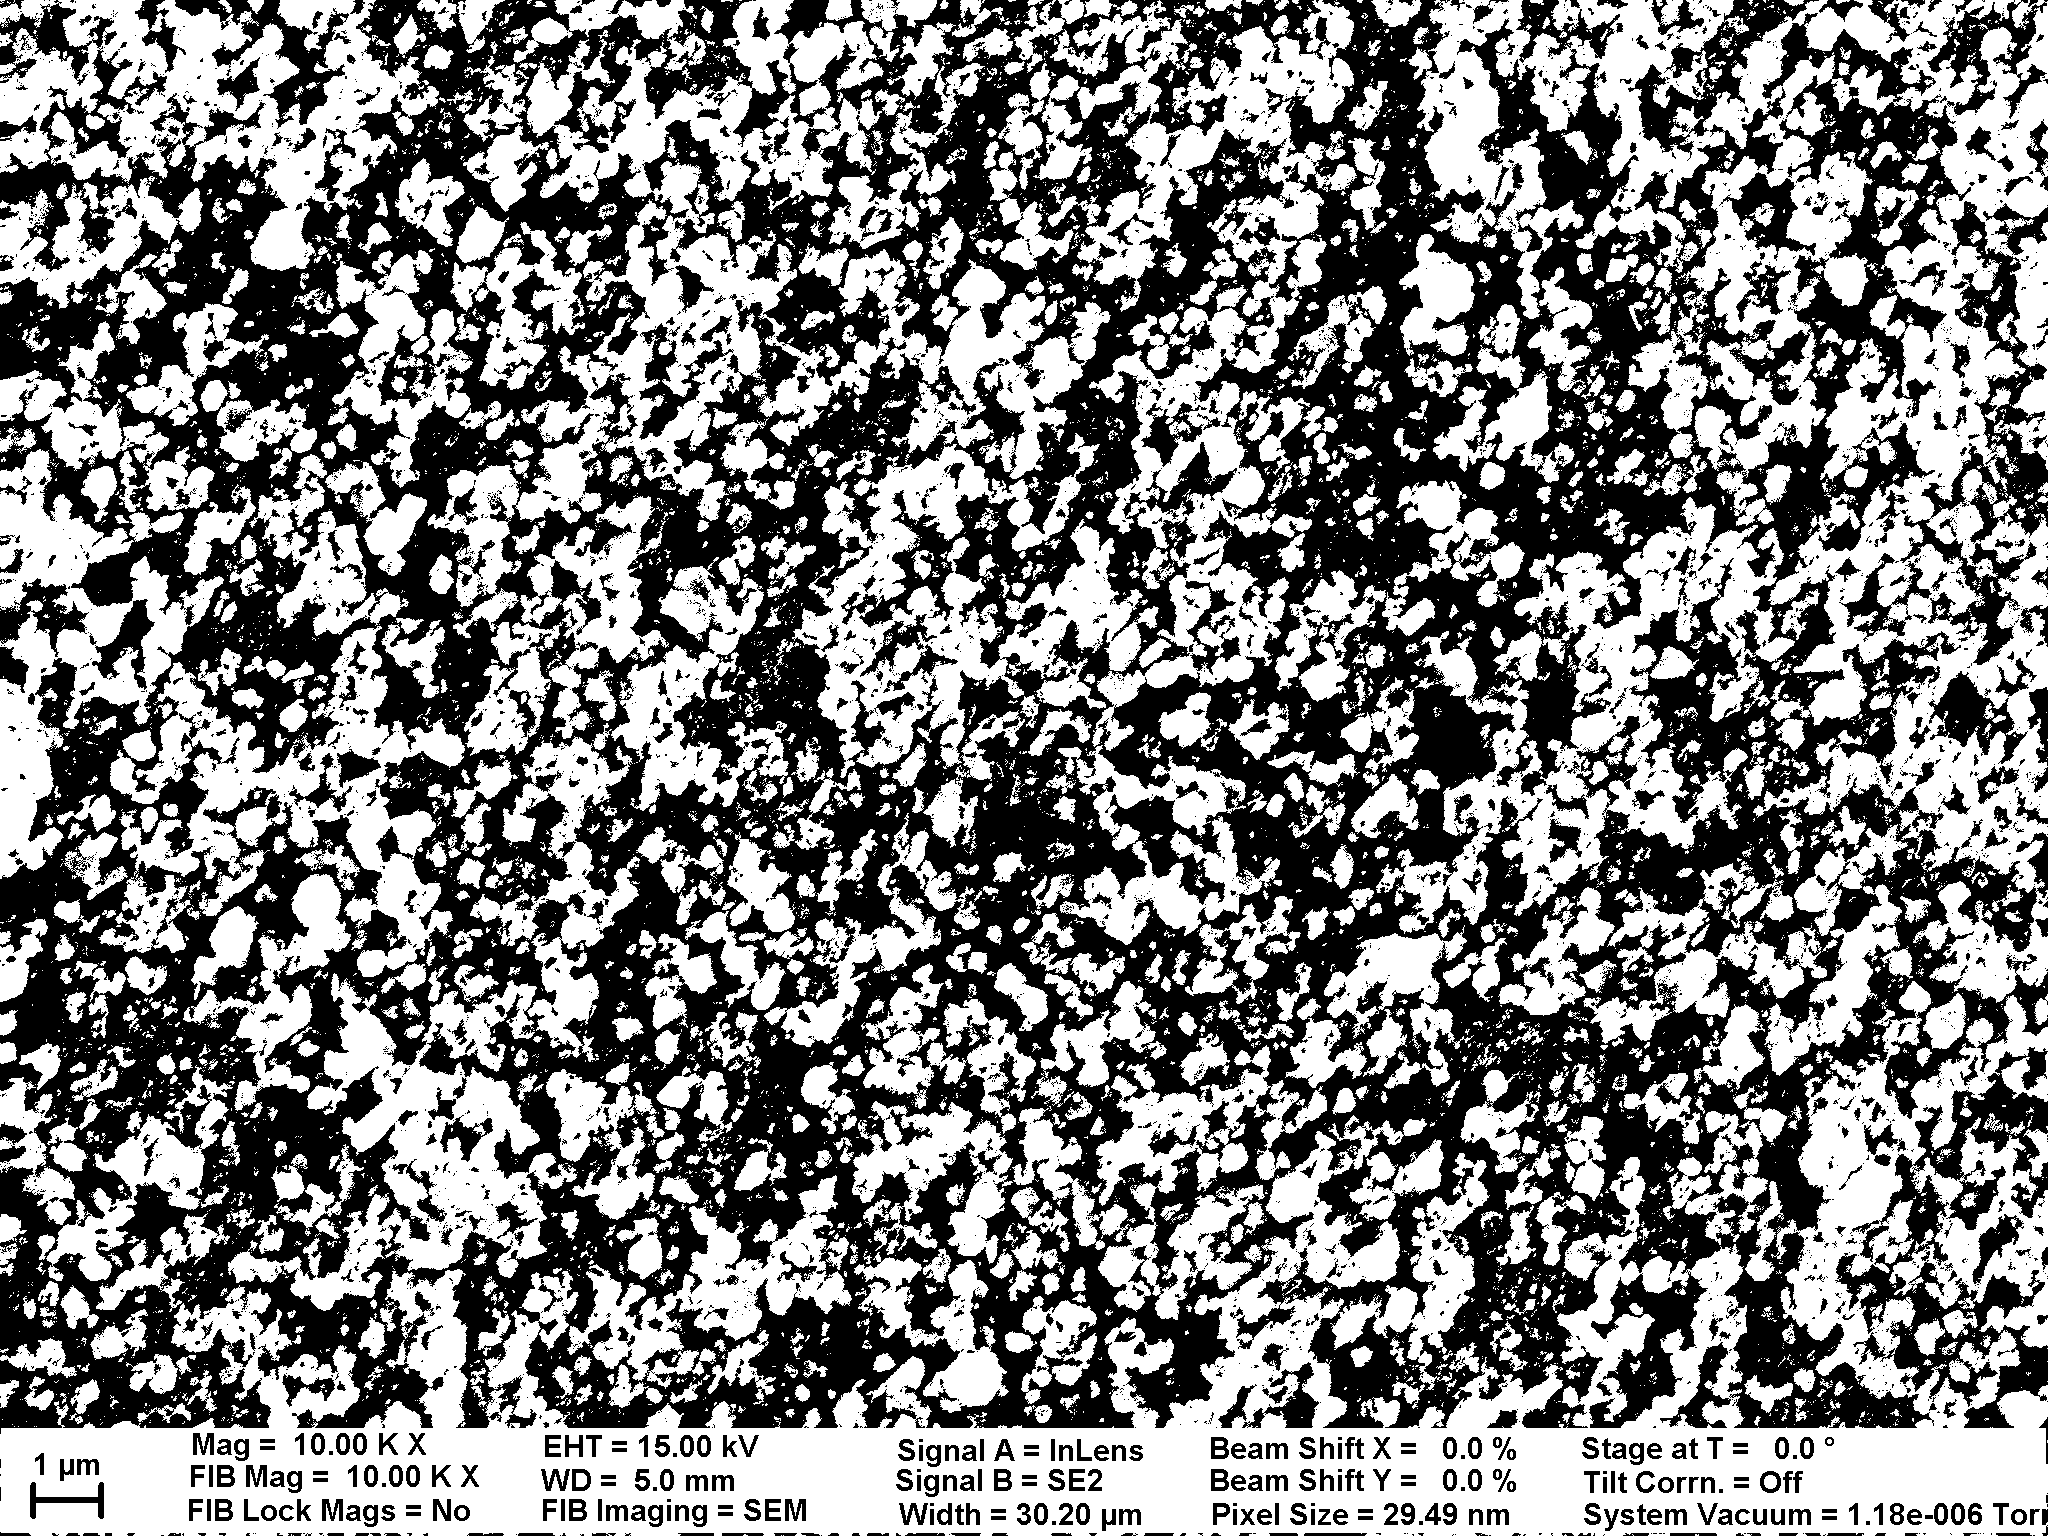 1 µm
Mag = 10.00 K X
FIB Mag = 10.00 K X
FIB Lock Mags = No
EHT = 15.00 kV
WD = 5.0 mm
FIB Imaging = SEM
Signal A = InLens
Signal B = SE2
Width = 30.20 µm
Beam Shift X = 0.0 %
Beam Shift Y = 0.0 %
Pixel Size = 29.49 nm
Stage at T = 0.0 °
Tilt Corrn. = Off
System Vacuum = 1.18e-006 Torr